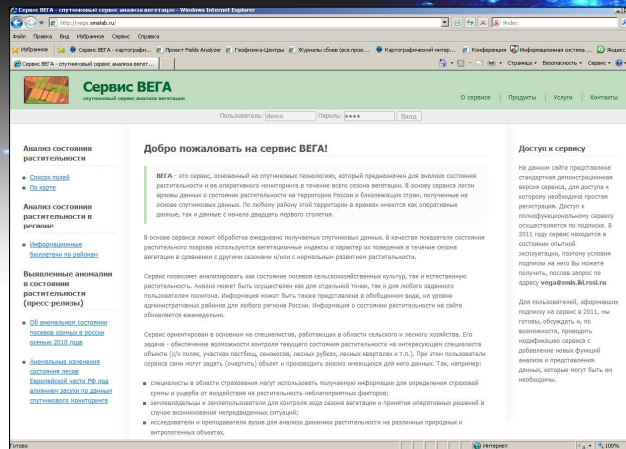 Сервис ВЕГА - спутниковый сервис анализа вегетации - Windows Internet Explorer
http://vega.smislab.ru/
Яndex
Файл Правка Вид Избранное Сервис Справка
Избранное Сервис ВЕГА - картографи... Проект Fields Analyzer Геофизика-Центры Журналы сбоев (все прое... Картографический интер... Конференция Информационная система ... Яндекс
Сервис ВЕГА - спутниковый сервис анализа вегет...
Страница Безопасность Сервис
Сервис ВЕГА
спутниковый сервис анализа вегетации
О сервисе | Продукты | Услуги | Контакты
Пользователь: demo Пароль: •••• Вход
Анализ состояния
растительности
Список полей
По карте
Анализ состояния
растительности в
регионе
Информационные
бюллетени по районам
Выявленные аномалии
в состоянии
растительности
(пресс-релизы)
Об аномальном состоянии
посевов озимых в россии
осенью 2010 года
Аномальные изменения
состояния лесов
Европейской части РФ под
влиянием засухи по данным
спутникового мониторинга
Добро пожаловать на сервис ВЕГА!
ВЕГА - это сервис, основанный на спутниковых технологиях, который предназначен для анализа состояния
растительности и ее оперативного мониторинга в течение всего сезона вегетации. В основу сервиса легли
архивы данных о состоянии растительности на территории России и близлежащих стран, полученные на
основе спутниковых данных. По любому району этой территории в архивах имеются как оперативные
данные, так и данные с начала двадцать первого столетия.
В основе сервиса лежит обработка ежедневно получаемых спутниковых данных. В качестве показателя состояния
растительного покрова используются вегетационные индексы и характер их поведения в течение сезона
вегетации в сравнении с другими сезонами и/или с нормальным развитием растительности.
Сервис позволяет анализировать как состояние посевов сельскохозяйственных культур, так и естественную
растительность. Анализ может быть осуществлен как для отдельной точки, так и для любого заданного
пользователем полигона. Информация может быть также представлена в обобщенном виде, на уровне
административных районов для любого региона России. Информация о состоянии растительности на сайте
обновляется еженедельно.
Сервис ориентирован в основном на специалистов, работающих в области сельского и лесного хозяйства. Его
задача - обеспечение возможности контроля текущего состояния растительности на интересующем специалиста
объекте (с/х полях, участках пастбищ, сенокосов, лесных рубках, лесных кварталах и т.п.). При этом пользователи
сервиса сами могут задать (очертить) объект и производить анализ имеющихся для него данных. Так, например:
специалисты в области страхования могут использовать получаемую информации для определения страховой
суммы и ущерба от воздействия на растительность неблагоприятных факторов;
землевладельцы и землепользователи для контроля хода сезона вегетации и принятия оперативных решений в
случае возникновения непредвиденных ситуаций;
исследователи и преподаватели вузов для анализа динамики растительности на различных природных и
антропогенных объектах.
Доступ к сервису
На данном сайте представлена
стандартная демонстрационная
версия сервиса, для доступа к
которому необходима простая
регистрация. Доступ к
полнофункциональному сервису
осуществляется по подписке. В
2011 году сервис находится в
состоянии опытной
эксплуатации, поэтому условия
подписки на него Вы можете
получить, послав запрос по
адресу vega@smis.iki.rssi.ru
Для пользователей, оформивших
подписку на сервис в 2011, мы
готовы, обсуждать и, по
возможности, проводить
модификацию сервиса с
добавление новых функций
анализа и представления
данных, которые могут быть им
необходимы.
Готово Интернет 100%